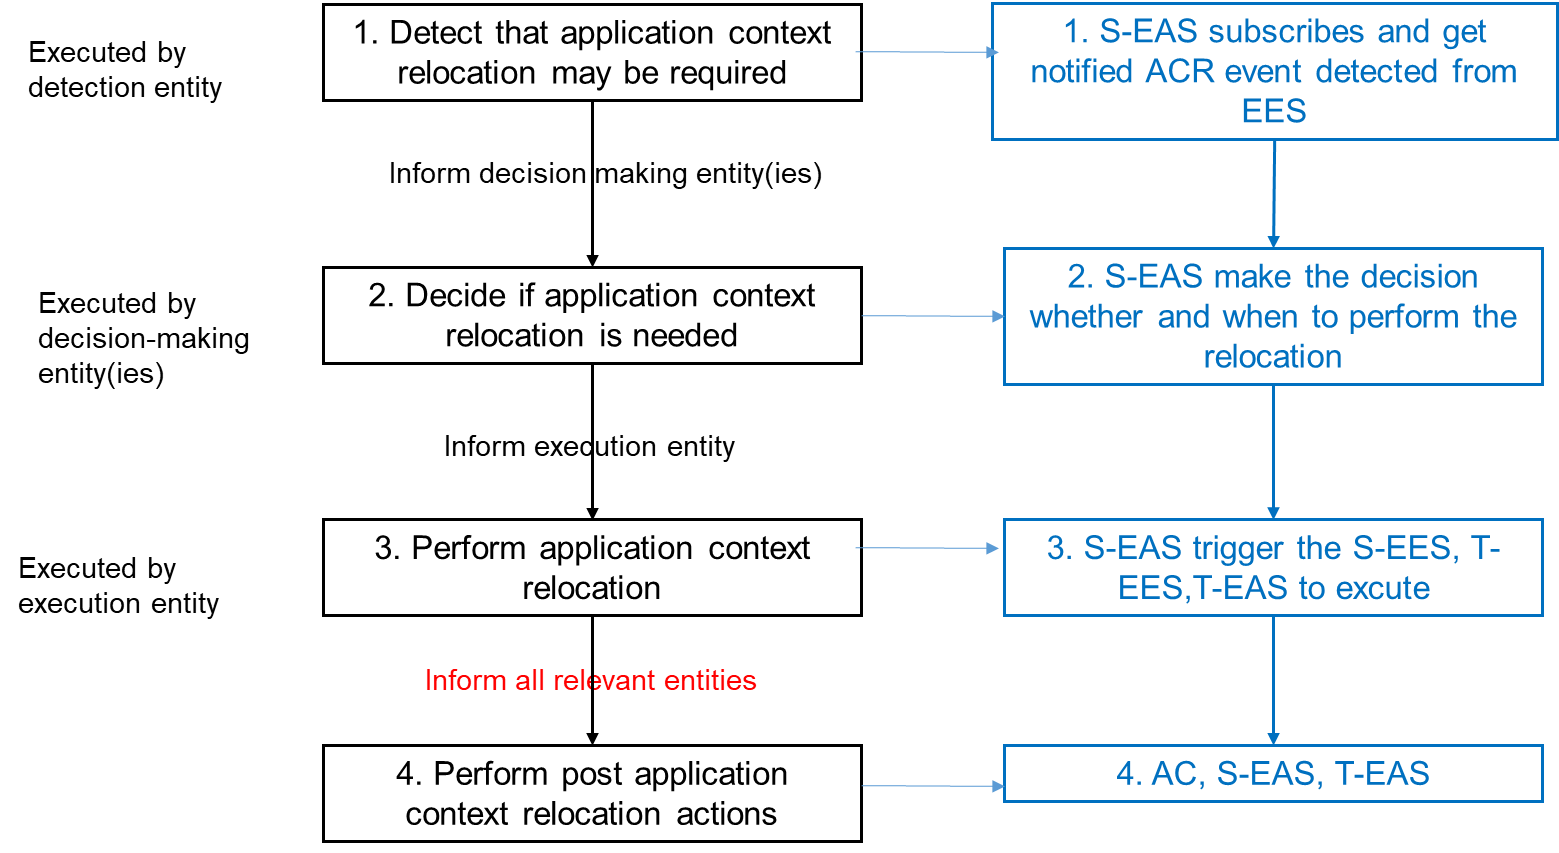 Executed by
detection entity
1. Detect that application context
relocation may be required
1. S-EAS subscribes and get
notified ACR event detected from
EES
Inform decision making entity(ies)
Executed by
decision-making
entity(ies)
2. Decide if application context
relocation is needed
2. S-EAS make the decision
whether and when to perform the
relocation
Inform execution entity
Executed by
execution entity
3. Perform application context
relocation
3. S-EAS trigger the S-EES, T-
EES,T-EAS to excute
Inform all relevant entities
4. Perform post application
context relocation actions
4. AC, S-EAS, T-EAS